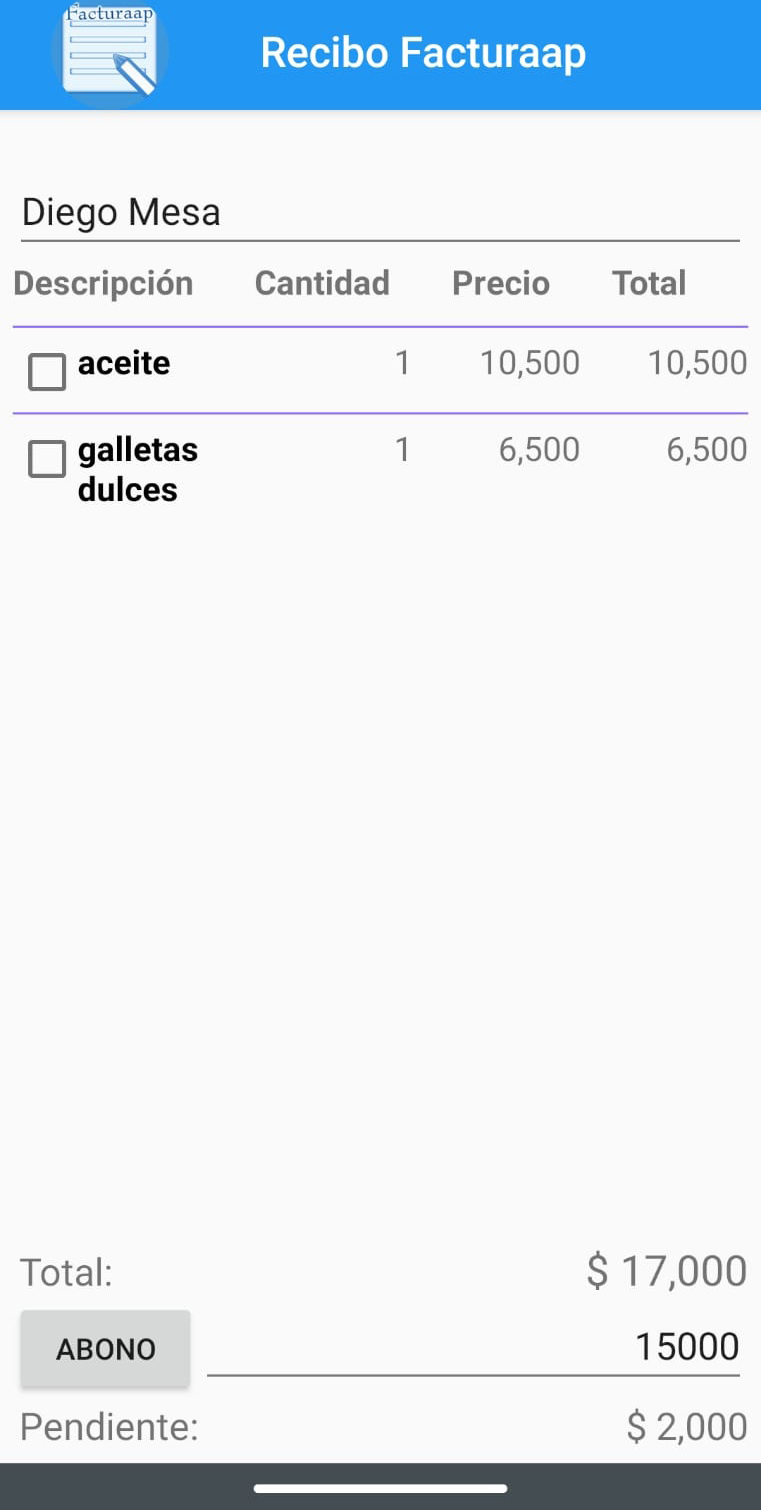 Facturaap
Recibo Facturaap
Diego Mesa
Descripción Cantidad Precio Total
aceite 1 10,500 10,500
galletas 1 6,500 6,500
dulces
Total: $ 17,000
ABONO 15000
Pendiente: $ 2,000